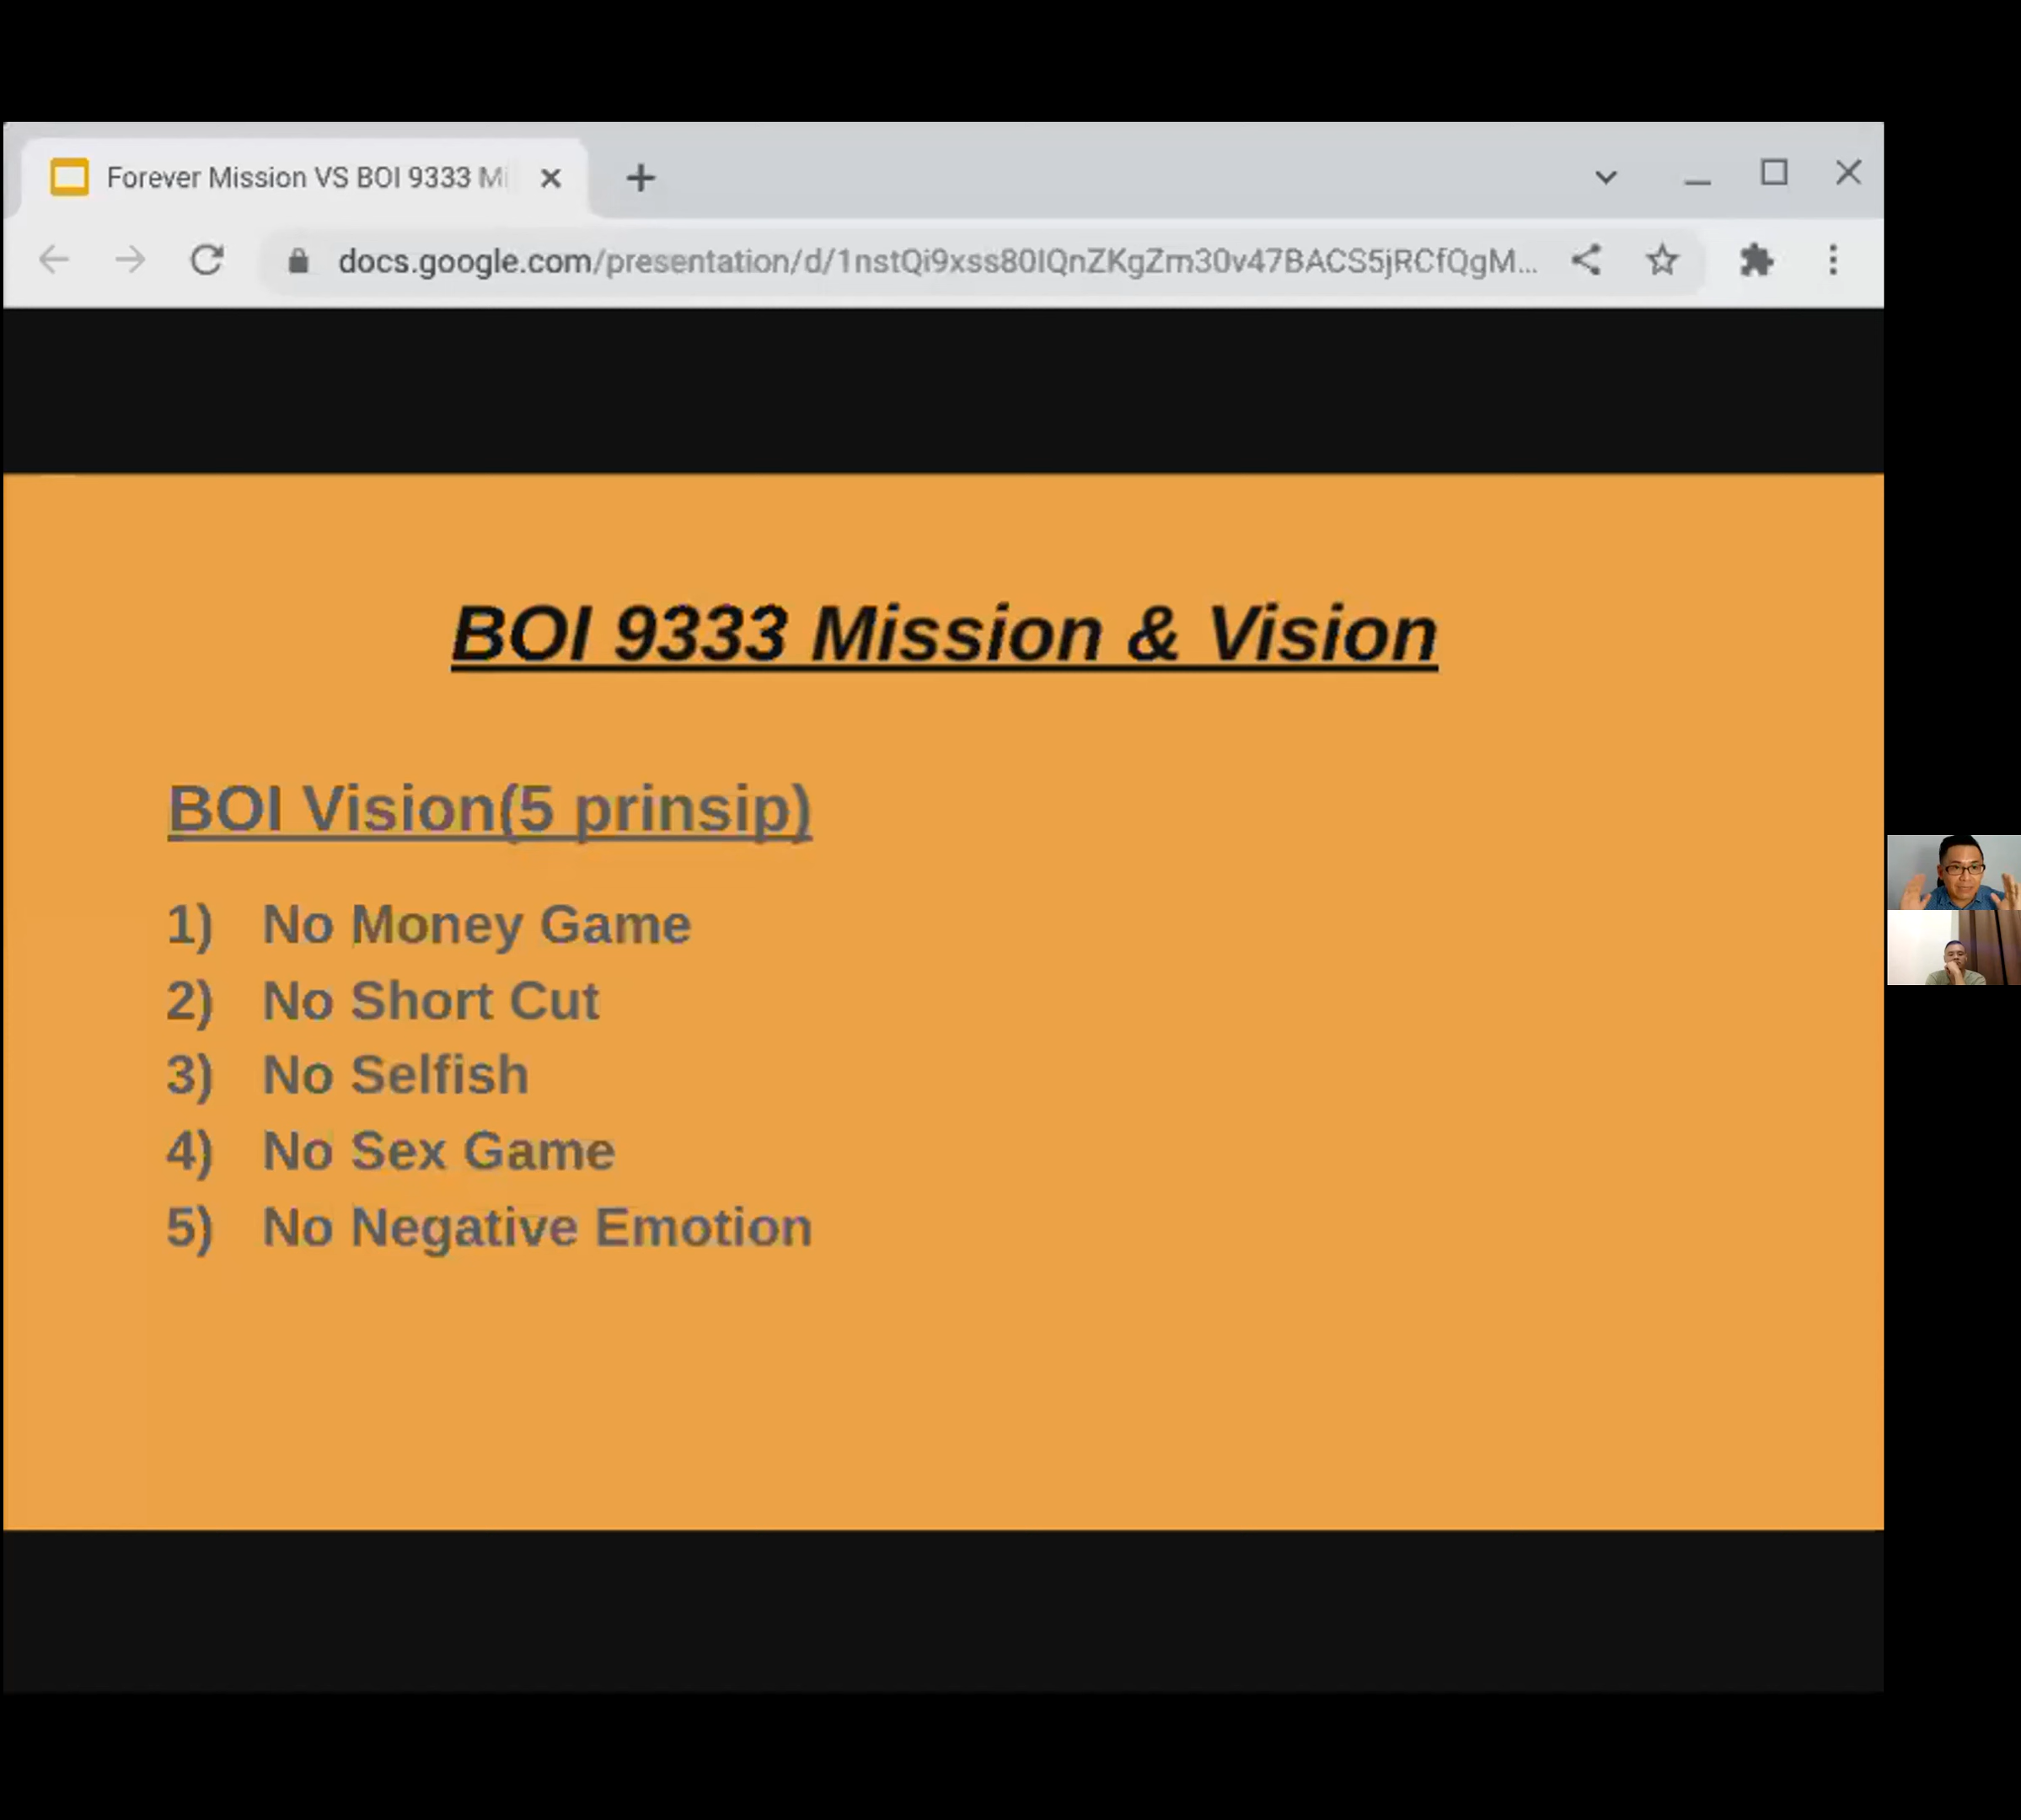 Forever Mission VS BOI 9333 Mi
docs.google.com/presentation/d/1nstQi9xss80IQnZKgZm30v47BACS5jRCfQgM...
BOI 9333 Mission & Vision
BOI Vision(5 prinsip)
1) No Money Game
2) No Short Cut
3) No Selfish
4) No Sex Game
5) No Negative Emotion